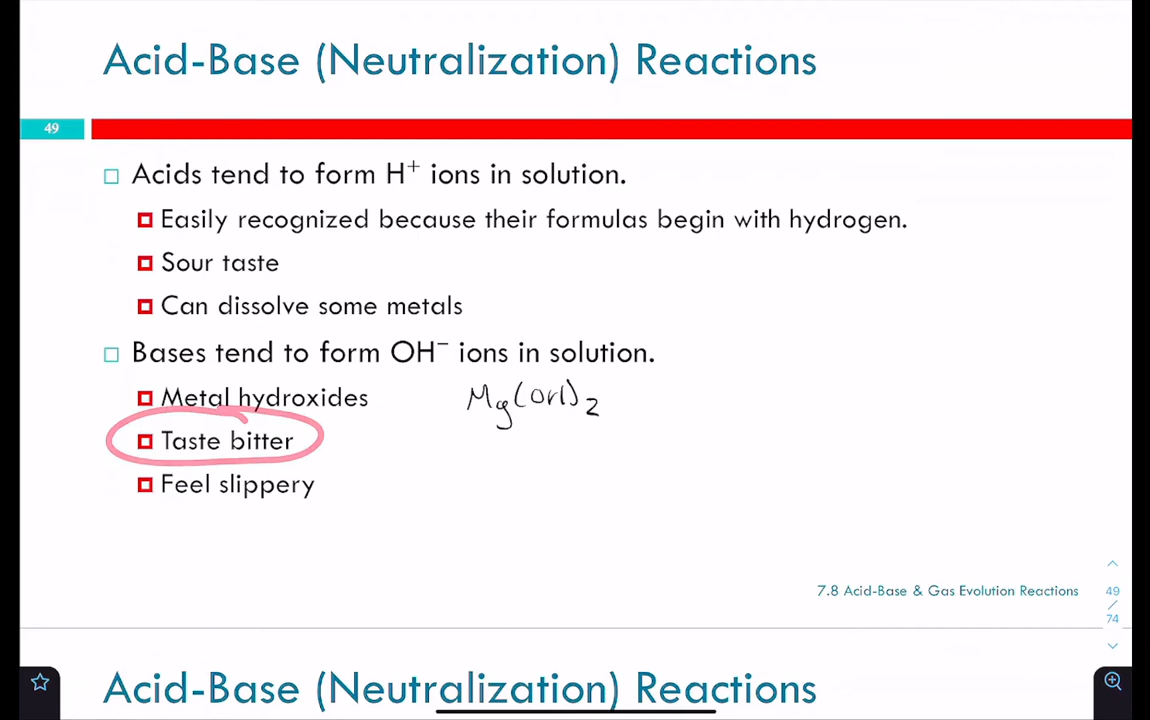 Acid-Base (Neutralization) Reactions
49
Acids tend to form H⁺ ions in solution.
Easily recognized because their formulas begin with hydrogen.
Sour taste
Can dissolve some metals
Bases tend to form OH⁻ ions in solution.
Metal hydroxides Mg(OH)₂
Taste bitter
Feel slippery
7.8 Acid-Base & Gas Evolution Reactions
49
/
74
Acid-Base (Neutralization) Reactions